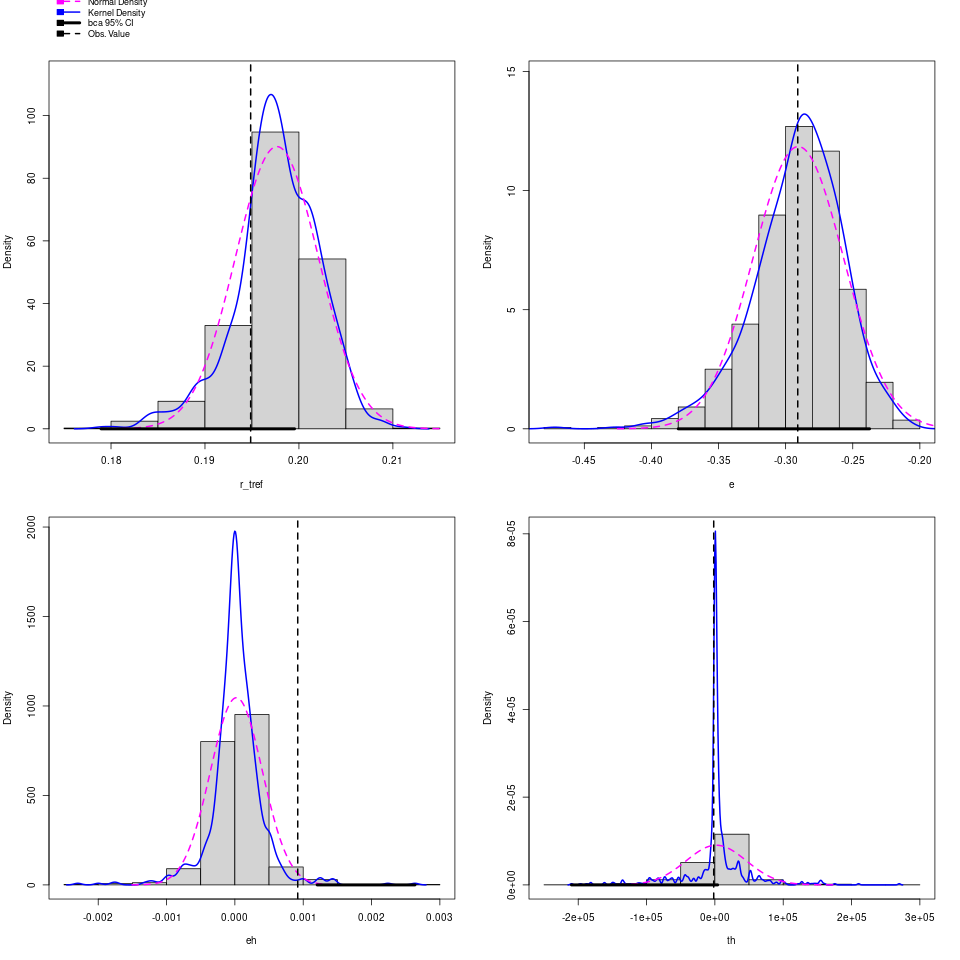 Normal Density
Kernel Density
bca 95% CI
Obs. Value
Density
0 20 40 60 80 100
0.18 0.19 0.20 0.21
r_tref
Density
0 5 10 15
-0.45 -0.40 -0.35 -0.30 -0.25 -0.20
e
Density
0 500 1000 1500 2000
-0.002 -0.001 0.000 0.001 0.002 0.003
eh
Density
0e+00 2e-05 4e-05 6e-05 8e-05
-2e+05 -1e+05 0e+00 1e+05 2e+05 3e+05
th